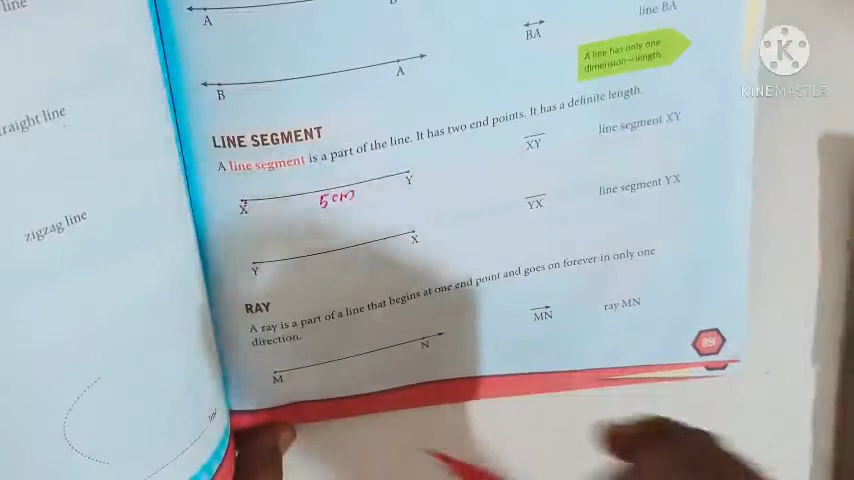 line
line BA
A
BA
A line has only one
dimension—length.
B
A
raight line
LINE SEGMENT
A line segment is a part of the line. It has two end points. It has a definite length.
X
Y
5cm
XY
line segment XY
zigzag line
Y
X
YX
line segment YX
RAY
A ray is a part of a line that begins at one end point and goes on forever in only one
direction.
M
N
MN
ray MN
89
K
KINEMASTER